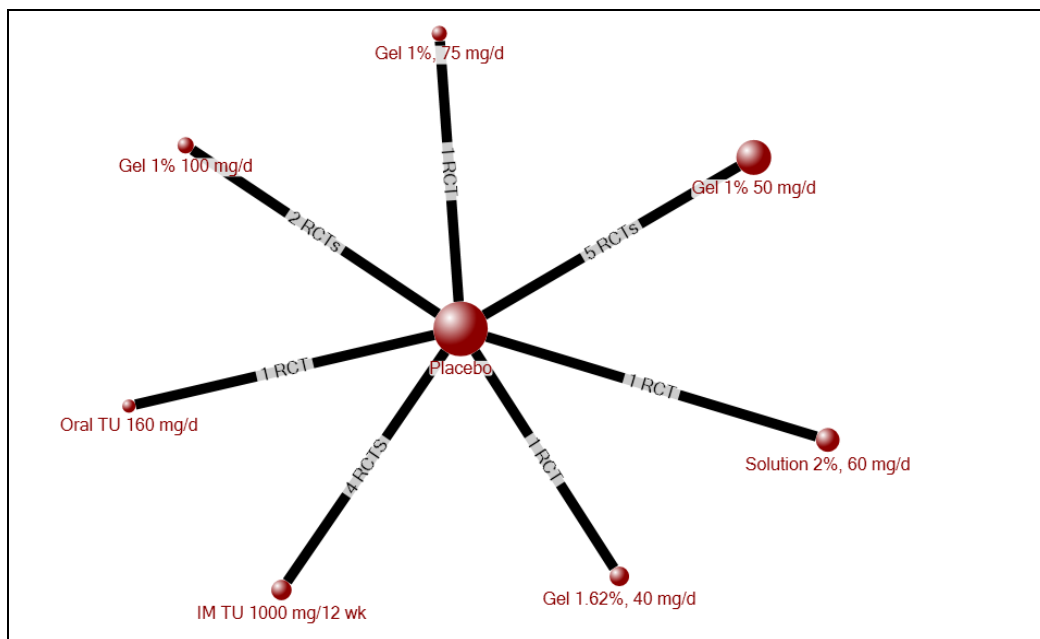 Gel 1%, 75 mg/d
Gel 1% 100 mg/d
1 RCT
Gel 1% 50 mg/d
2 RCTs
5 RCTs
Placebo
1 RCT
1 RCT
Oral TU 160 mg/d
4 RCTS
1 RCT
Solution 2%, 60 mg/d
IM TU 1000 mg/12 wk
Gel 1.62%, 40 mg/d